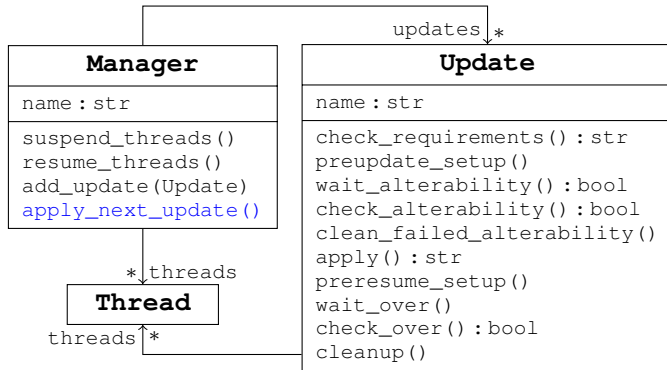 updates *
Manager
name : str
suspend_threads()
resume_threads()
add_update(Update)
apply_next_update()
Update
name : str
check_requirements() : str
preupdate_setup()
wait_alterability() : bool
check_alterability() : bool
clean_failed_alterability()
apply() : str
preresume_setup()
wait_over()
check_over() : bool
cleanup()
* threads
Thread
threads *